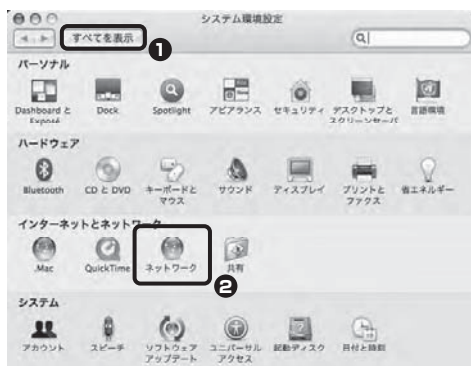 システム環境設定
すべてを表示
❶
パーソナル
Dashboard と Exposé
Dock
Spotlight
アピアランス
セキュリティ
デスクトップと スクリーンセーバ
言語環境
ハードウェア
Bluetooth
CD と DVD
キーボードと マウス
サウンド
ディスプレイ
プリントと ファクス
省エネルギー
インターネットとネットワーク
.Mac
QuickTime
ネットワーク
共有
❷
システム
アカウント
スピーチ
ソフトウェア アップデート
ユニバーサル アクセス
起動ディスク
日付と時刻